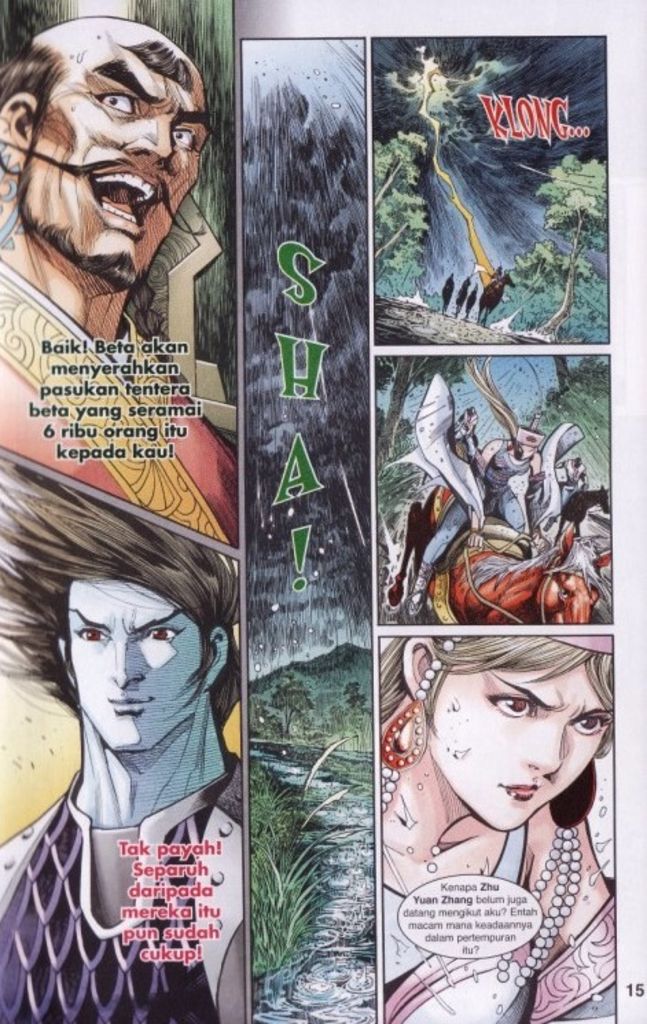 Baik! Beta akan
menyerahkan
pasukan tentera
beta yang seramai
6 ribu orang itu
kepada kau!
Tak payah!
Separuh
daripada
mereka itu
pun sudah
cukup!
SHA!
KLONG...
Kenapa Zhu
Yuan Zhang belum juga
datang mengikut aku? Entah
macam mana keadaannya
dalam pertempuran
itu?
15